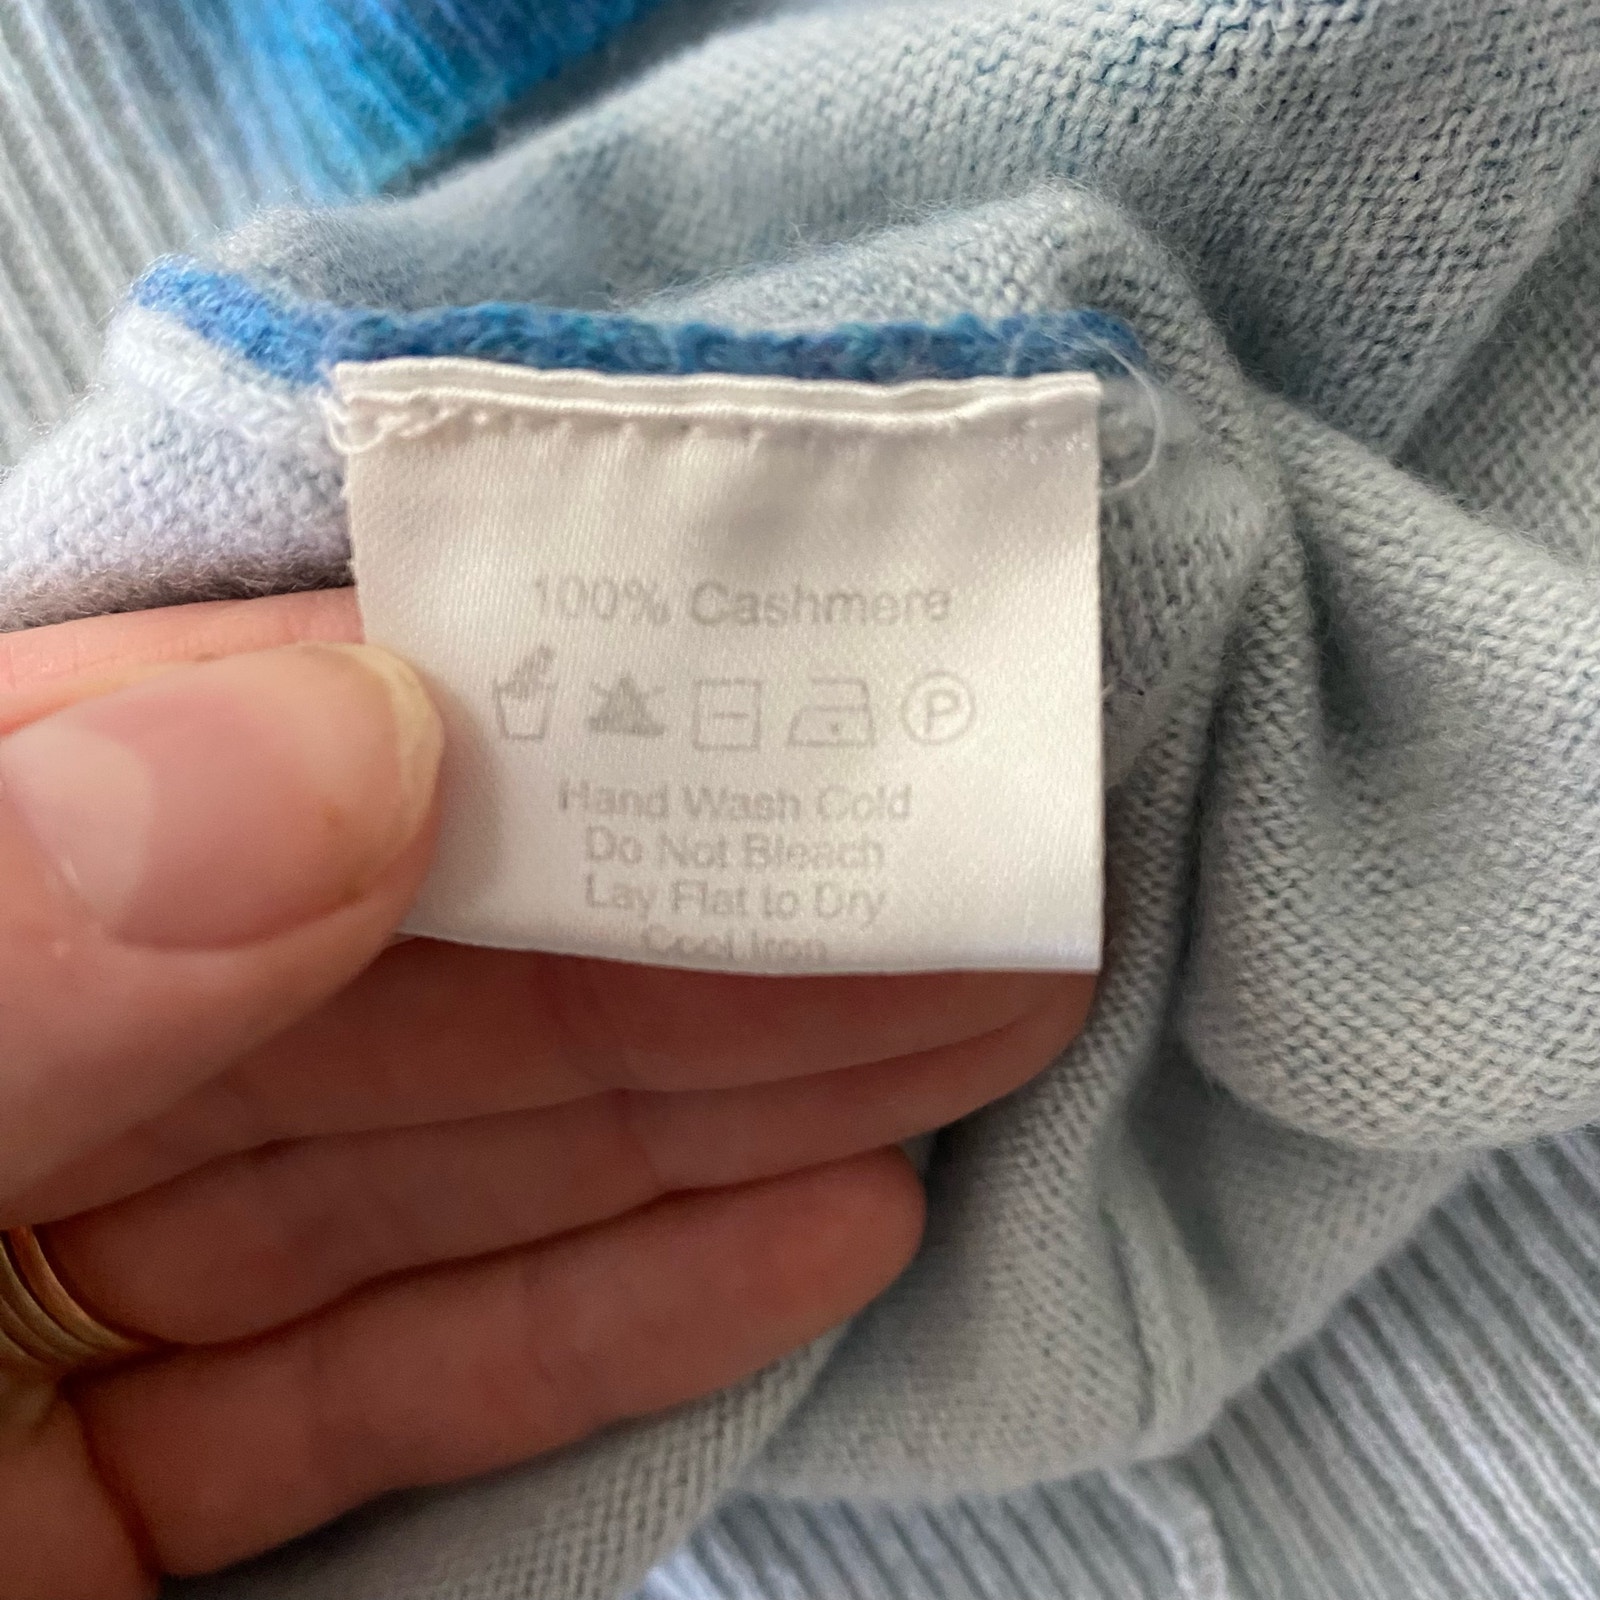 100% Cashmere
P
Hand Wash Cold
Do Not Bleach
Lay Flat to Dry
Cool Iron